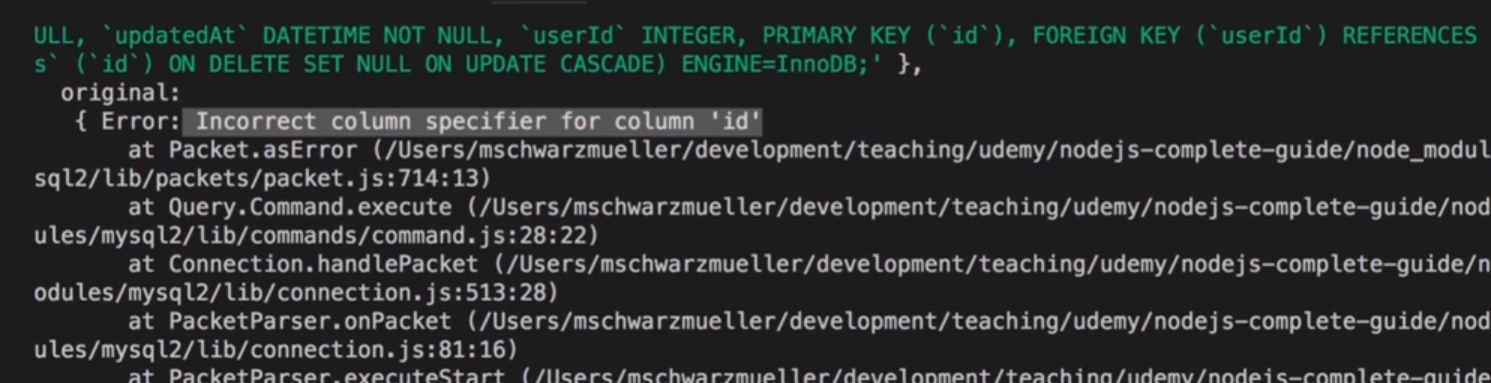 ULL, `updatedAt` DATETIME NOT NULL, `userId` INTEGER, PRIMARY KEY (`id`), FOREIGN KEY (`userId`) REFERENCES
s` (`id`) ON DELETE SET NULL ON UPDATE CASCADE) ENGINE=InnoDB;' },
original:
{ Error: Incorrect column specifier for column 'id'
at Packet.asError (/Users/mschwarzmueller/development/teaching/udemy/nodejs-complete-guide/node_modul
sql2/lib/packets/packet.js:714:13)
at Query.Command.execute (/Users/mschwarzmueller/development/teaching/udemy/nodejs-complete-guide/nod
ules/mysql2/lib/commands/command.js:28:22)
at Connection.handlePacket (/Users/mschwarzmueller/development/teaching/udemy/nodejs-complete-guide/n
odules/mysql2/lib/connection.js:513:28)
at PacketParser.onPacket (/Users/mschwarzmueller/development/teaching/udemy/nodejs-complete-guide/nod
ules/mysql2/lib/connection.js:81:16)
at PacketParser.executeStart (/Users/mschwarzmueller/development/teaching/udemy/nodejs-complete-guide